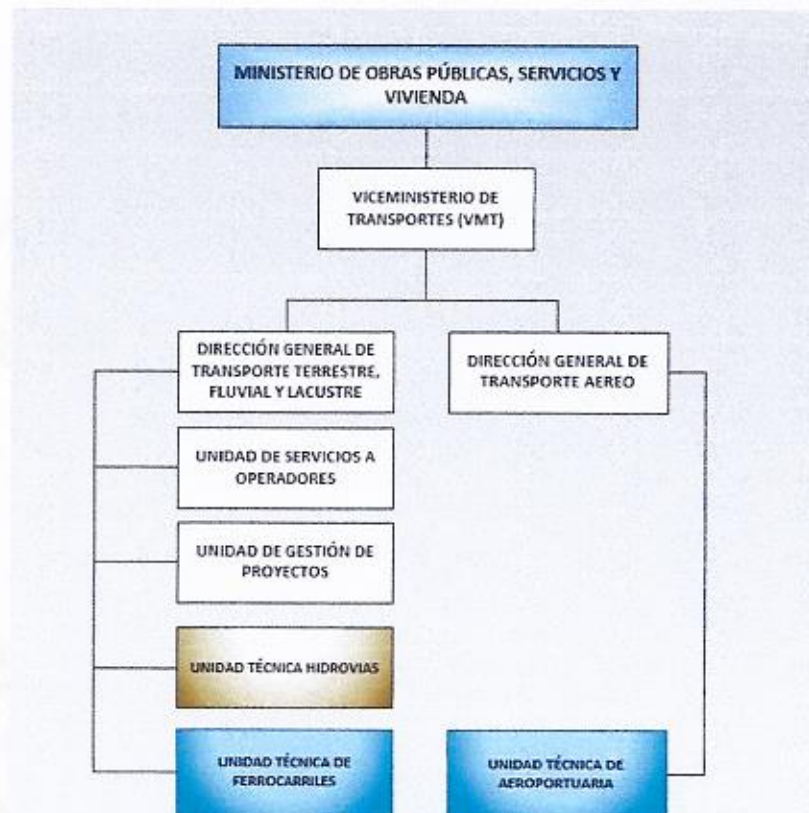 MINISTERIO DE OBRAS PÚBLICAS, SERVICIOS Y
VIVIENDA
VICEMINISTERIO DE
TRANSPORTES (VMT)
DIRECCIÓN GENERAL DE
TRANSPORTE TERRESTRE,
FLUVIAL Y LACUSTRE
DIRECCIÓN GENERAL DE
TRANSPORTE AEREO
UNIDAD DE SERVICIOS A
OPERADORES
UNIDAD DE GESTIÓN DE
PROYECTOS
UNIDAD TÉCNICA HIDROVIAS
UNIDAD TÉCNICA DE
FERROCARRILES
UNIDAD TÉCNICA DE
AEROPORTUARIA